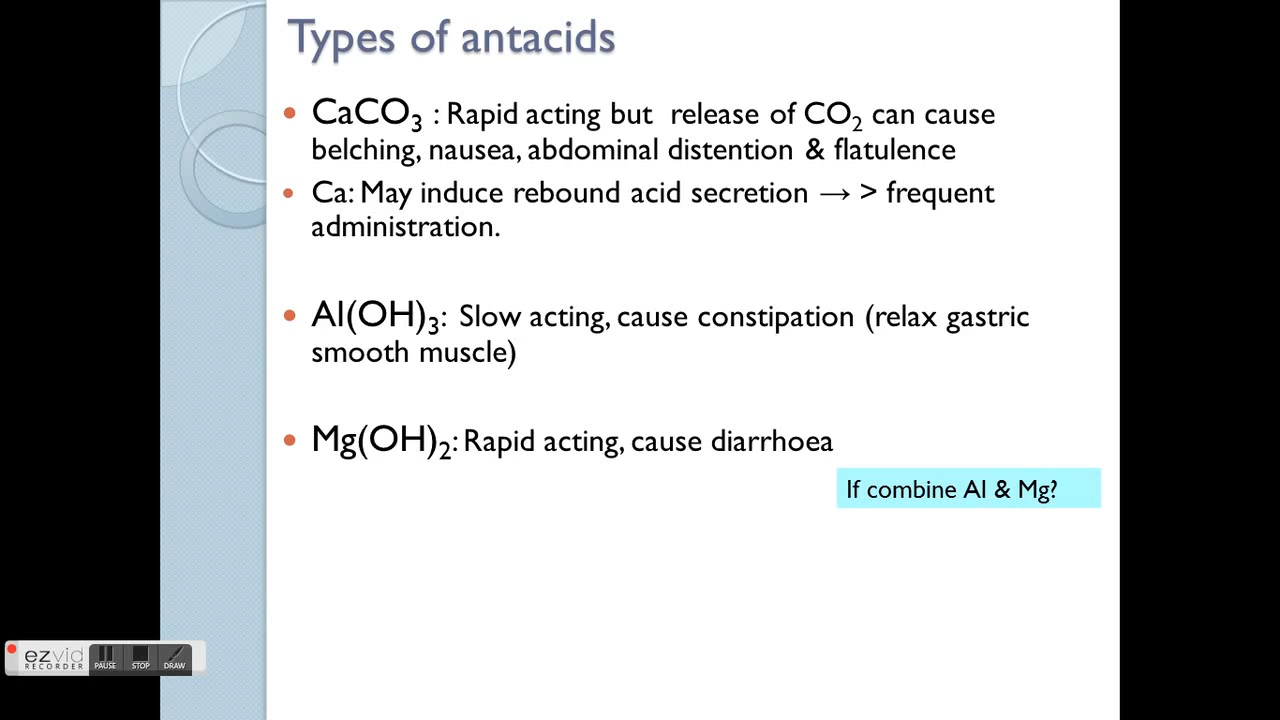 Types of antacids
• CaCO₃ : Rapid acting but release of CO₂ can cause
belching, nausea, abdominal distention & flatulence
• Ca: May induce rebound acid secretion → > frequent
administration.
• Al(OH)₃: Slow acting, cause constipation (relax gastric
smooth muscle)
• Mg(OH)₂: Rapid acting, cause diarrhoea
If combine Al & Mg?
ezvid
RECORDER
PAUSE STOP DRAW